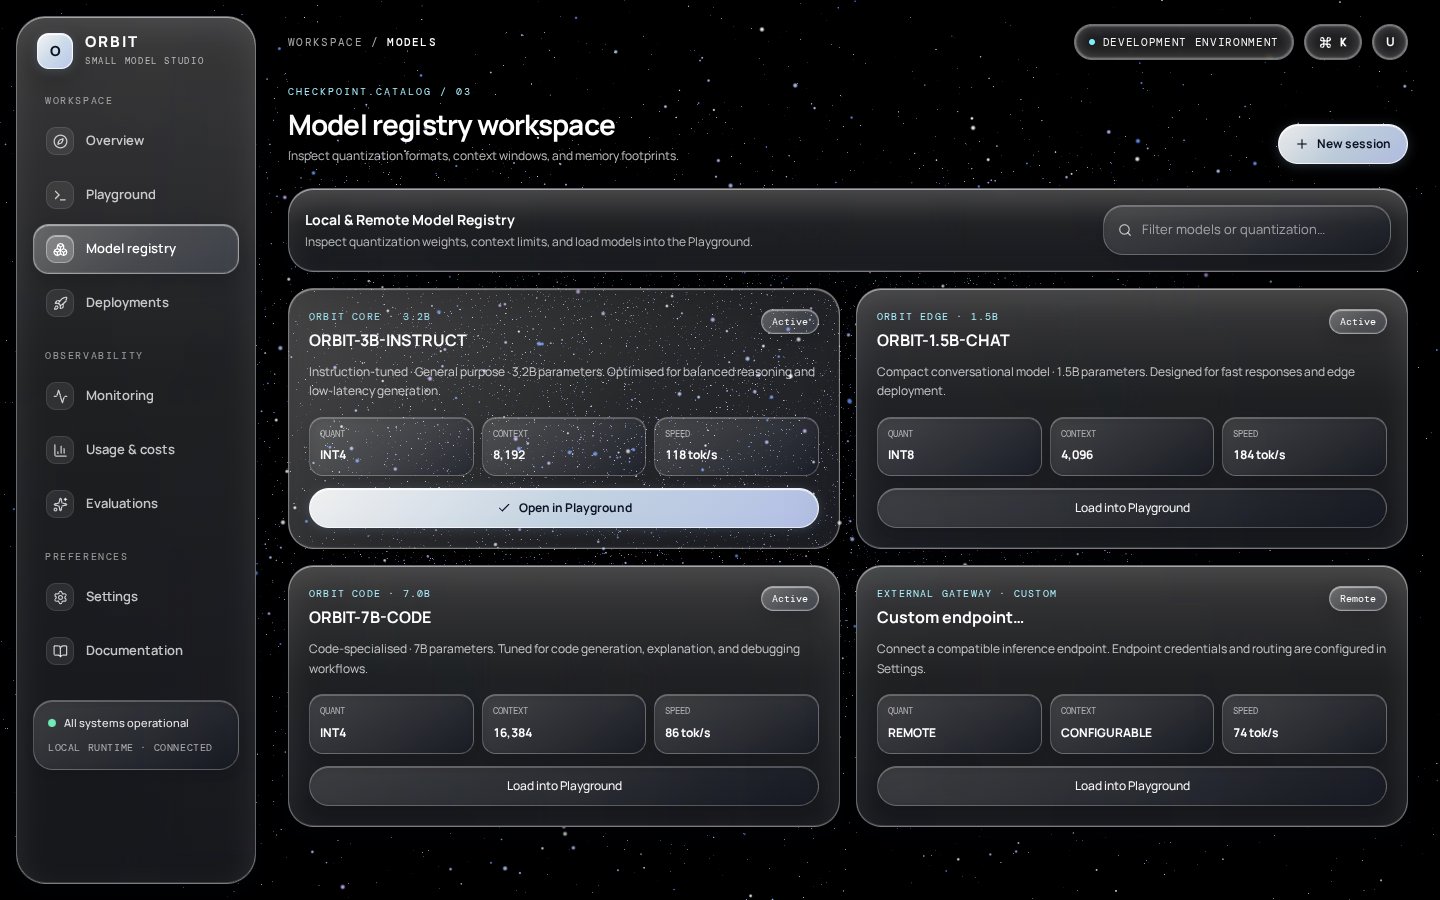 O
ORBIT
SMALL MODEL STUDIO
WORKSPACE
Overview
Playground
Model registry
Deployments
OBSERVABILITY
Monitoring
Usage & costs
Evaluations
PREFERENCES
Settings
Documentation
All systems operational
LOCAL RUNTIME · CONNECTED
WORKSPACE / MODELS
DEVELOPMENT ENVIRONMENT
⌘ K
U
CHECKPOINT.CATALOG / 03
Model registry workspace
Inspect quantization formats, context windows, and memory footprints.
New session
Local & Remote Model Registry
Inspect quantization weights, context limits, and load models into the Playground.
Filter models or quantization...
ORBIT CORE · 3.2B
Active
ORBIT-3B-INSTRUCT
Instruction-tuned · General purpose · 3.2B parameters. Optimised for balanced reasoning and
low-latency generation.
QUANT
INT4
CONTEXT
8,192
SPEED
118 tok/s
Open in Playground
ORBIT EDGE · 1.5B
Active
ORBIT-1.5B-CHAT
Compact conversational model · 1.5B parameters. Designed for fast responses and edge
deployment.
QUANT
INT8
CONTEXT
4,096
SPEED
184 tok/s
Load into Playground
ORBIT CODE · 7.0B
Active
ORBIT-7B-CODE
Code-specialised · 7B parameters. Tuned for code generation, explanation, and debugging
workflows.
QUANT
INT4
CONTEXT
16,384
SPEED
86 tok/s
Load into Playground
EXTERNAL GATEWAY · CUSTOM
Remote
Custom endpoint...
Connect a compatible inference endpoint. Endpoint credentials and routing are configured in
Settings.
QUANT
REMOTE
CONTEXT
CONFIGURABLE
SPEED
74 tok/s
Load into Playground